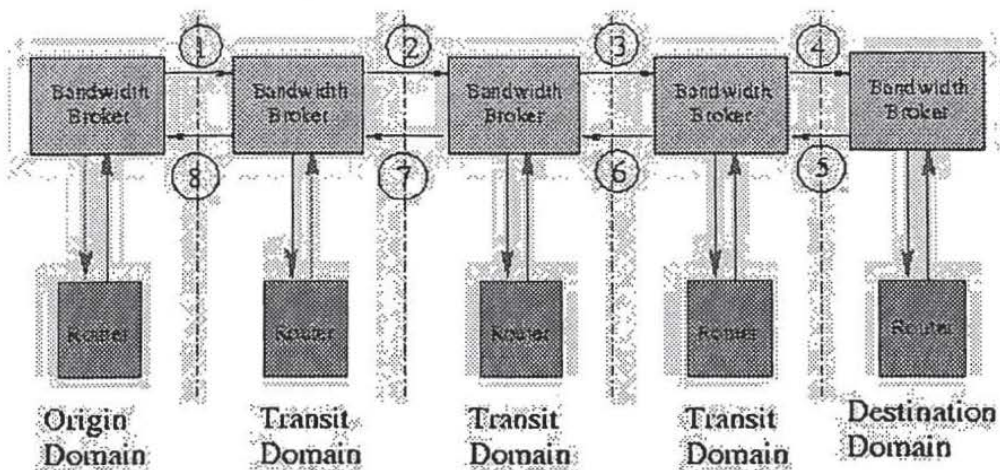 1 2 3 4
Bandwidth Broker
Bandwidth Broker
Bandwidth Broker
Bandwidth Broker
Bandwidth Broker
8 7 6 5
Router Router Router Router Router
Origin Domain
Transit Domain
Transit Domain
Transit Domain
Destination Domain